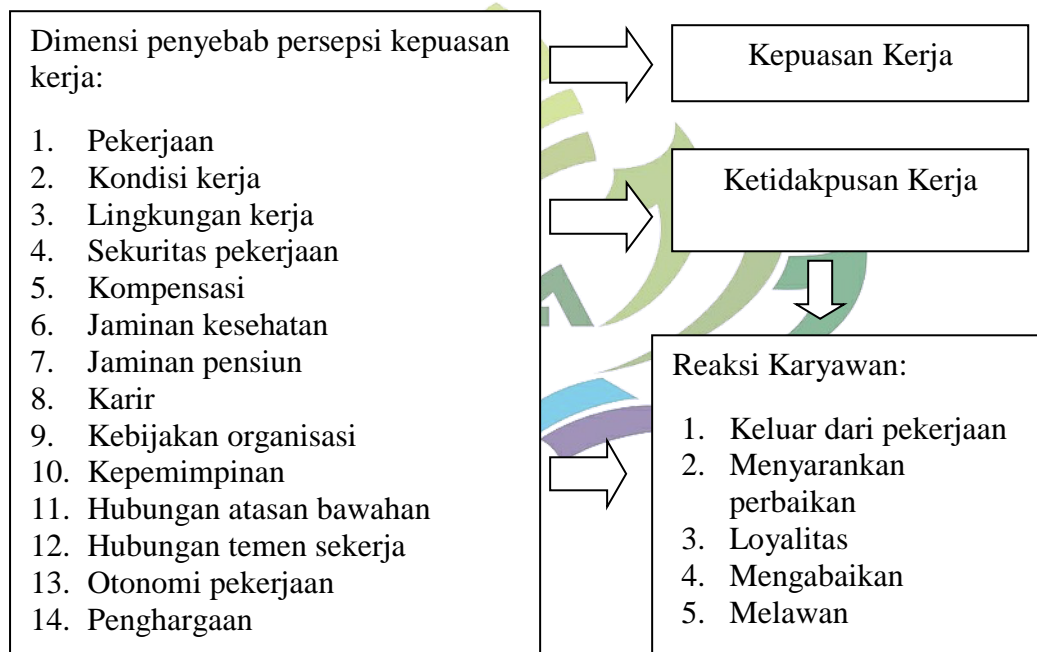 Dimensi penyebab persepsi kepuasan
kerja:
1. Pekerjaan
2. Kondisi kerja
3. Lingkungan kerja
4. Sekuritas pekerjaan
5. Kompensasi
6. Jaminan kesehatan
7. Jaminan pensiun
8. Karir
9. Kebijakan organisasi
10. Kepemimpinan
11. Hubungan atasan bawahan
12. Hubungan temen sekerja
13. Otonomi pekerjaan
14. Penghargaan
Kepuasan Kerja
Ketidakpusan Kerja
Reaksi Karyawan:
1. Keluar dari pekerjaan
2. Menyarankan
perbaikan
3. Loyalitas
4. Mengabaikan
5. Melawan